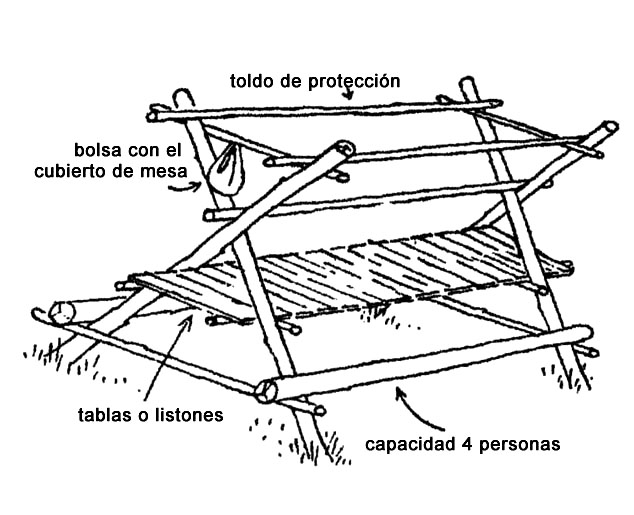 toldo de protección
bolsa con el
cubierto de mesa
tablas o listones
capacidad 4 personas